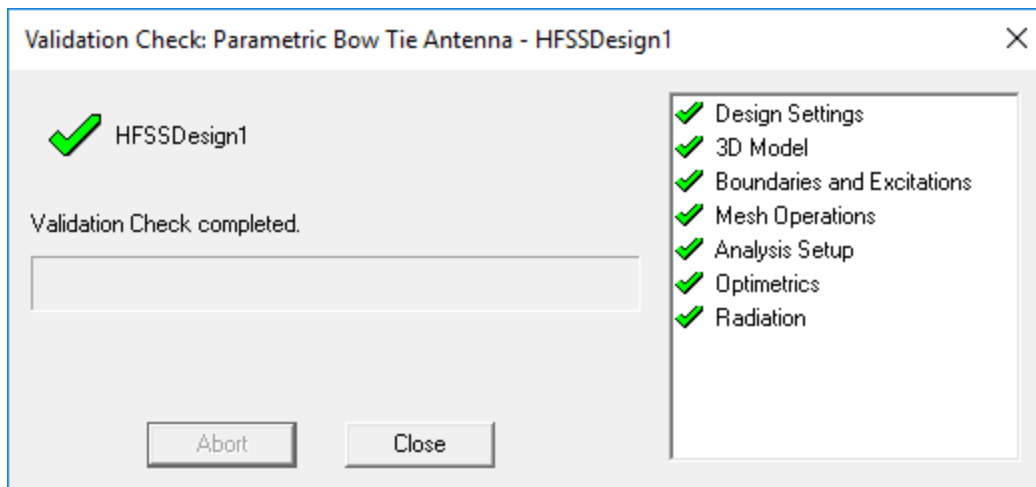 Validation Check: Parametric Bow Tie Antenna - HFSSDesign1
HFSSDesign1
Validation Check completed.
Abort
Close
Design Settings
3D Model
Boundaries and Excitations
Mesh Operations
Analysis Setup
Optimetrics
Radiation